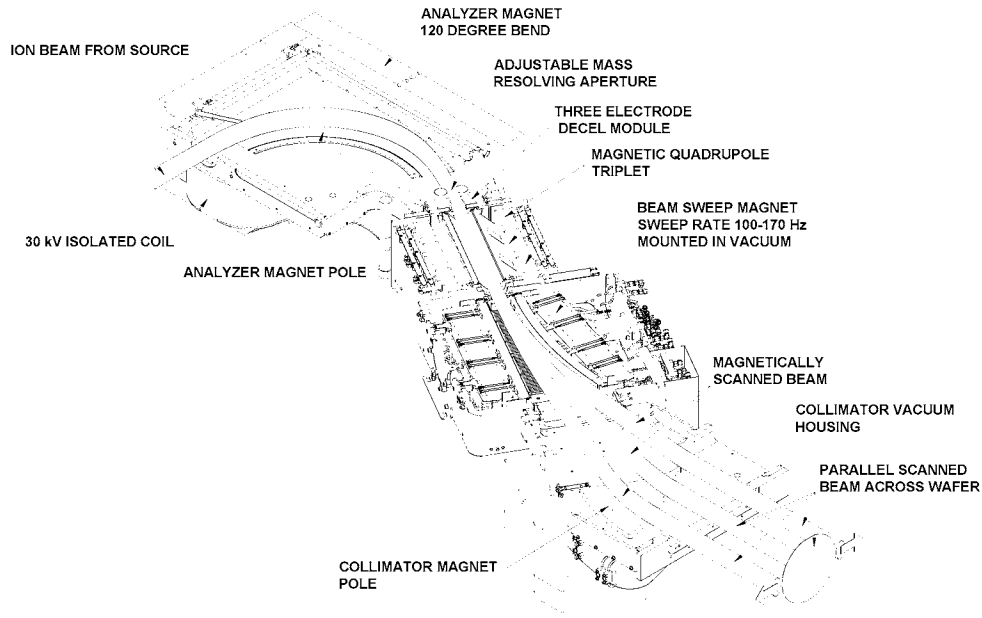 ANALYZER MAGNET
120 DEGREE BEND
ION BEAM FROM SOURCE
ADJUSTABLE MASS
RESOLVING APERTURE
THREE ELECTRODE
DECEL MODULE
MAGNETIC QUADRUPOLE
TRIPLET
BEAM SWEEP MAGNET
SWEEP RATE 100-170 Hz
MOUNTED IN VACUUM
30 kV ISOLATED COIL
ANALYZER MAGNET POLE
MAGNETICALLY
SCANNED BEAM
COLLIMATOR VACUUM
HOUSING
PARALLEL SCANNED
BEAM ACROSS WAFER
COLLIMATOR MAGNET
POLE